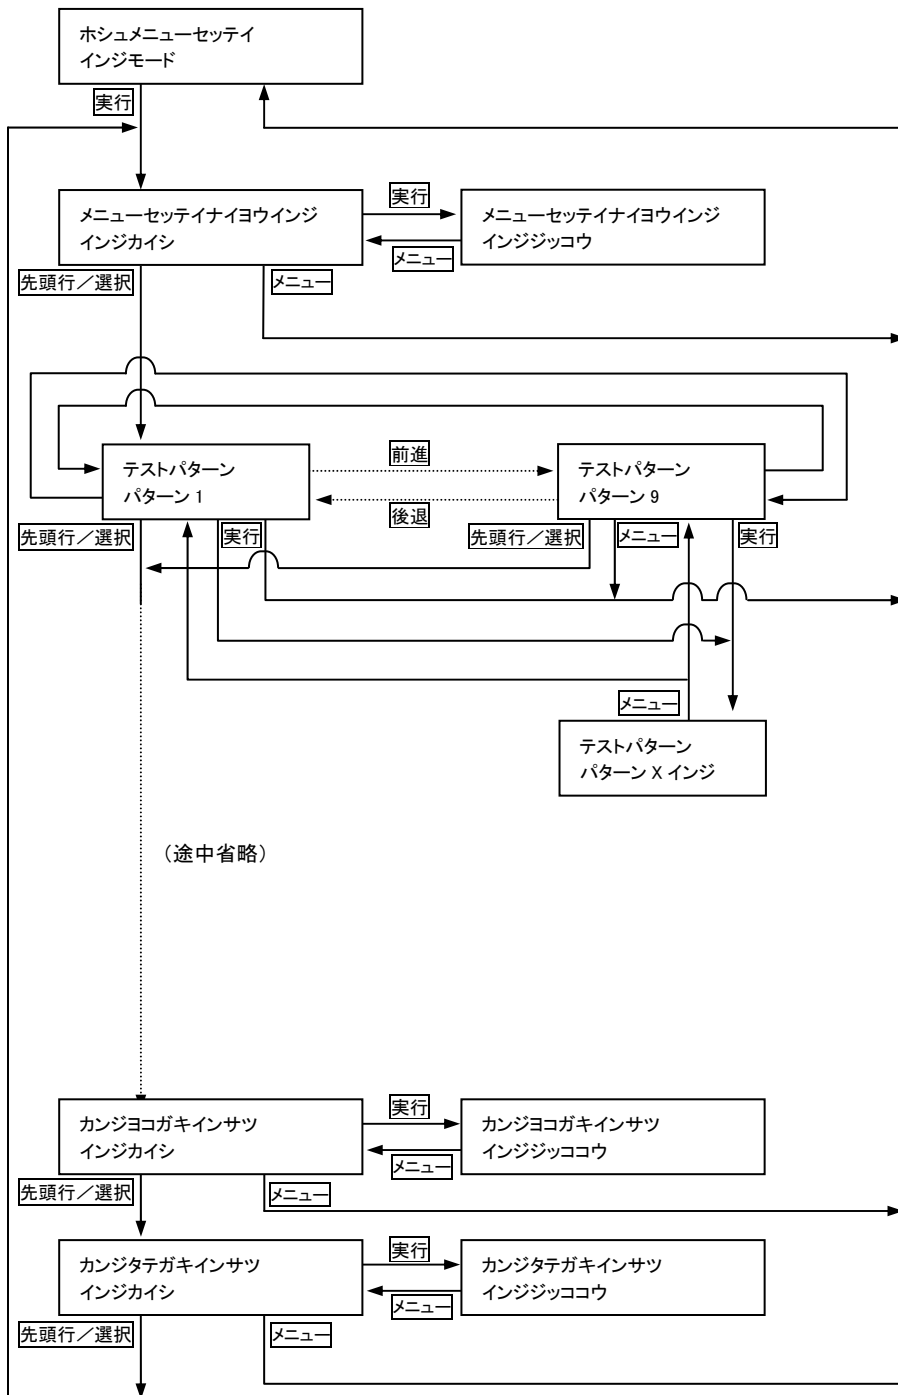 ホシュメニューセッテイ
インジモード
実行
メニューセッテイナイヨウインジ
インジカイシ
実行
メニュー
メニューセッテイナイヨウインジ
インジジッコウ
先頭行／選択
メニュー
テストパターン
パターン 1
前進
後退
テストパターン
パターン 9
先頭行／選択
実行
先頭行／選択
メニュー
実行
メニュー
テストパターン
パターン X インジ
（途中省略）
カンジヨコガキインサツ
インジカイシ
実行
メニュー
カンジヨコガキインサツ
インジジッココウ
先頭行／選択
メニュー
カンジタテガキインサツ
インジカイシ
実行
メニュー
カンジタテガキインサツ
インジジッココウ
先頭行／選択
メニュー